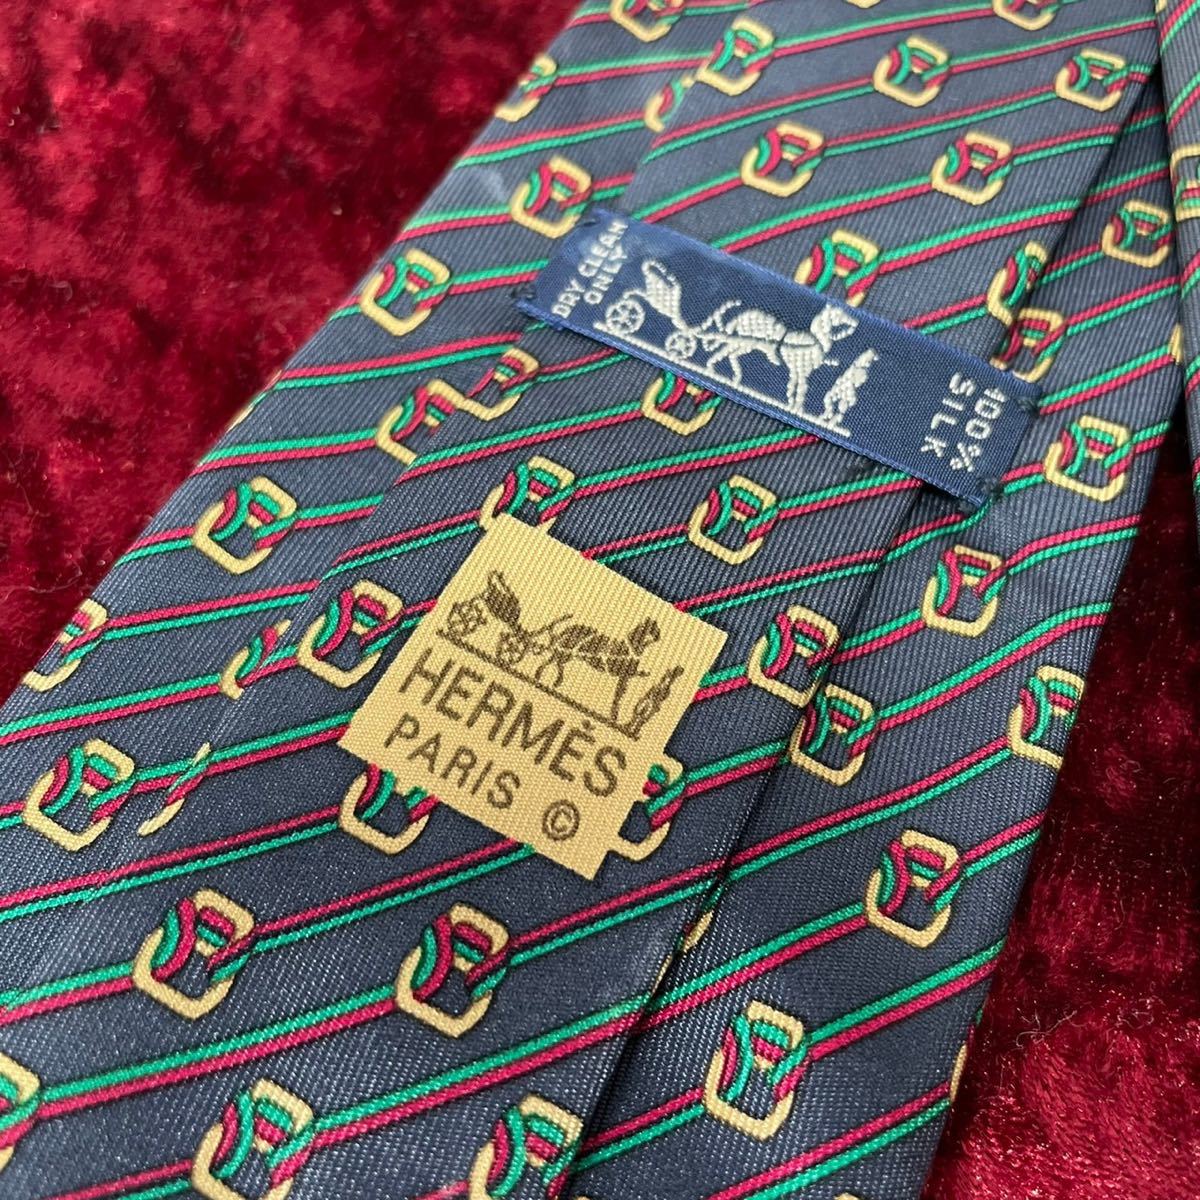 DRY CLEAN
ONLY
100%
SILK
HERMÈS
PARIS ©